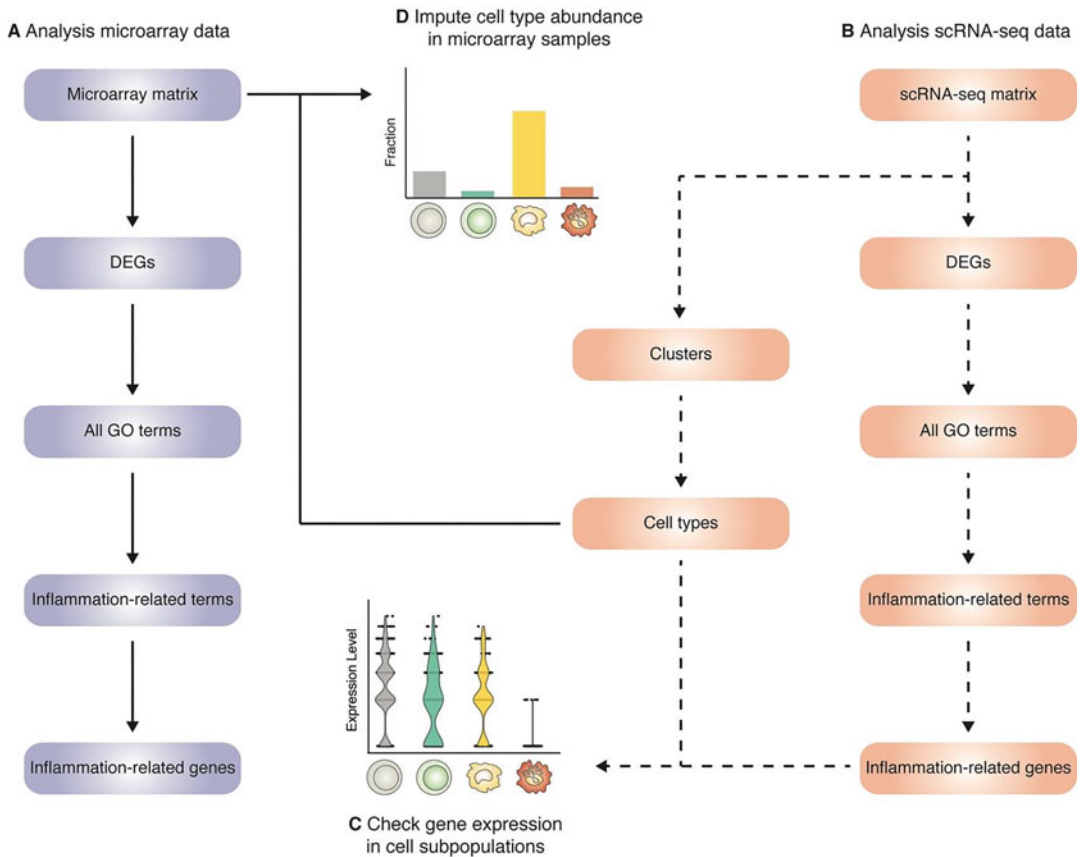 A Analysis microarray data
Microarray matrix
DEGs
All GO terms
Inflammation-related terms
Inflammation-related genes
D Impute cell type abundance
in microarray samples
Fraction
B Analysis scRNA-seq data
scRNA-seq matrix
DEGs
Clusters
All GO terms
Cell types
Inflammation-related terms
Inflammation-related genes
Expression Level
C Check gene expression
in cell subpopulations